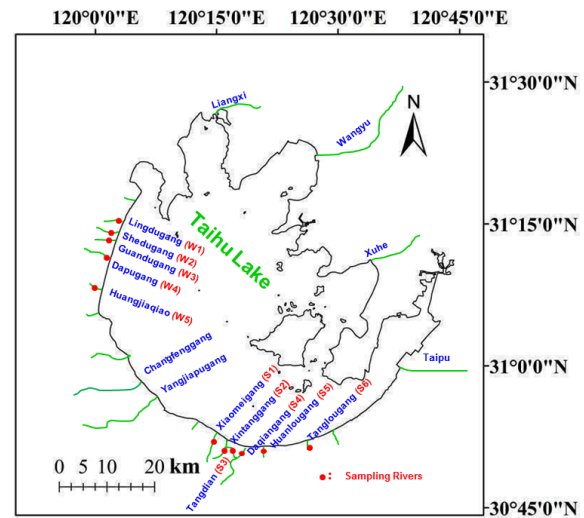 120°0'0"E 120°15'0"E 120°30'0"E 120°45'0"E
31°30'0"N
N
Liangxi
Wangyu
31°15'0"N
Lingdugang (W1)
Shedugang (W2)
Guandugang (W3)
Dapugang (W4)
Huangjiaqiao (W5)
Taihu Lake
Xuhe
Changfenggang
Yangjiapugang
31°0'0"N
Taipu
Xiaomeigang (S1)
Xintanggang (S2)
Tangdian (S3)
Daqiangang (S4)
Huanlougang (S5)
Tanglougang (S6)
0 5 10 20 km
: Sampling Rivers
30°45'0"N